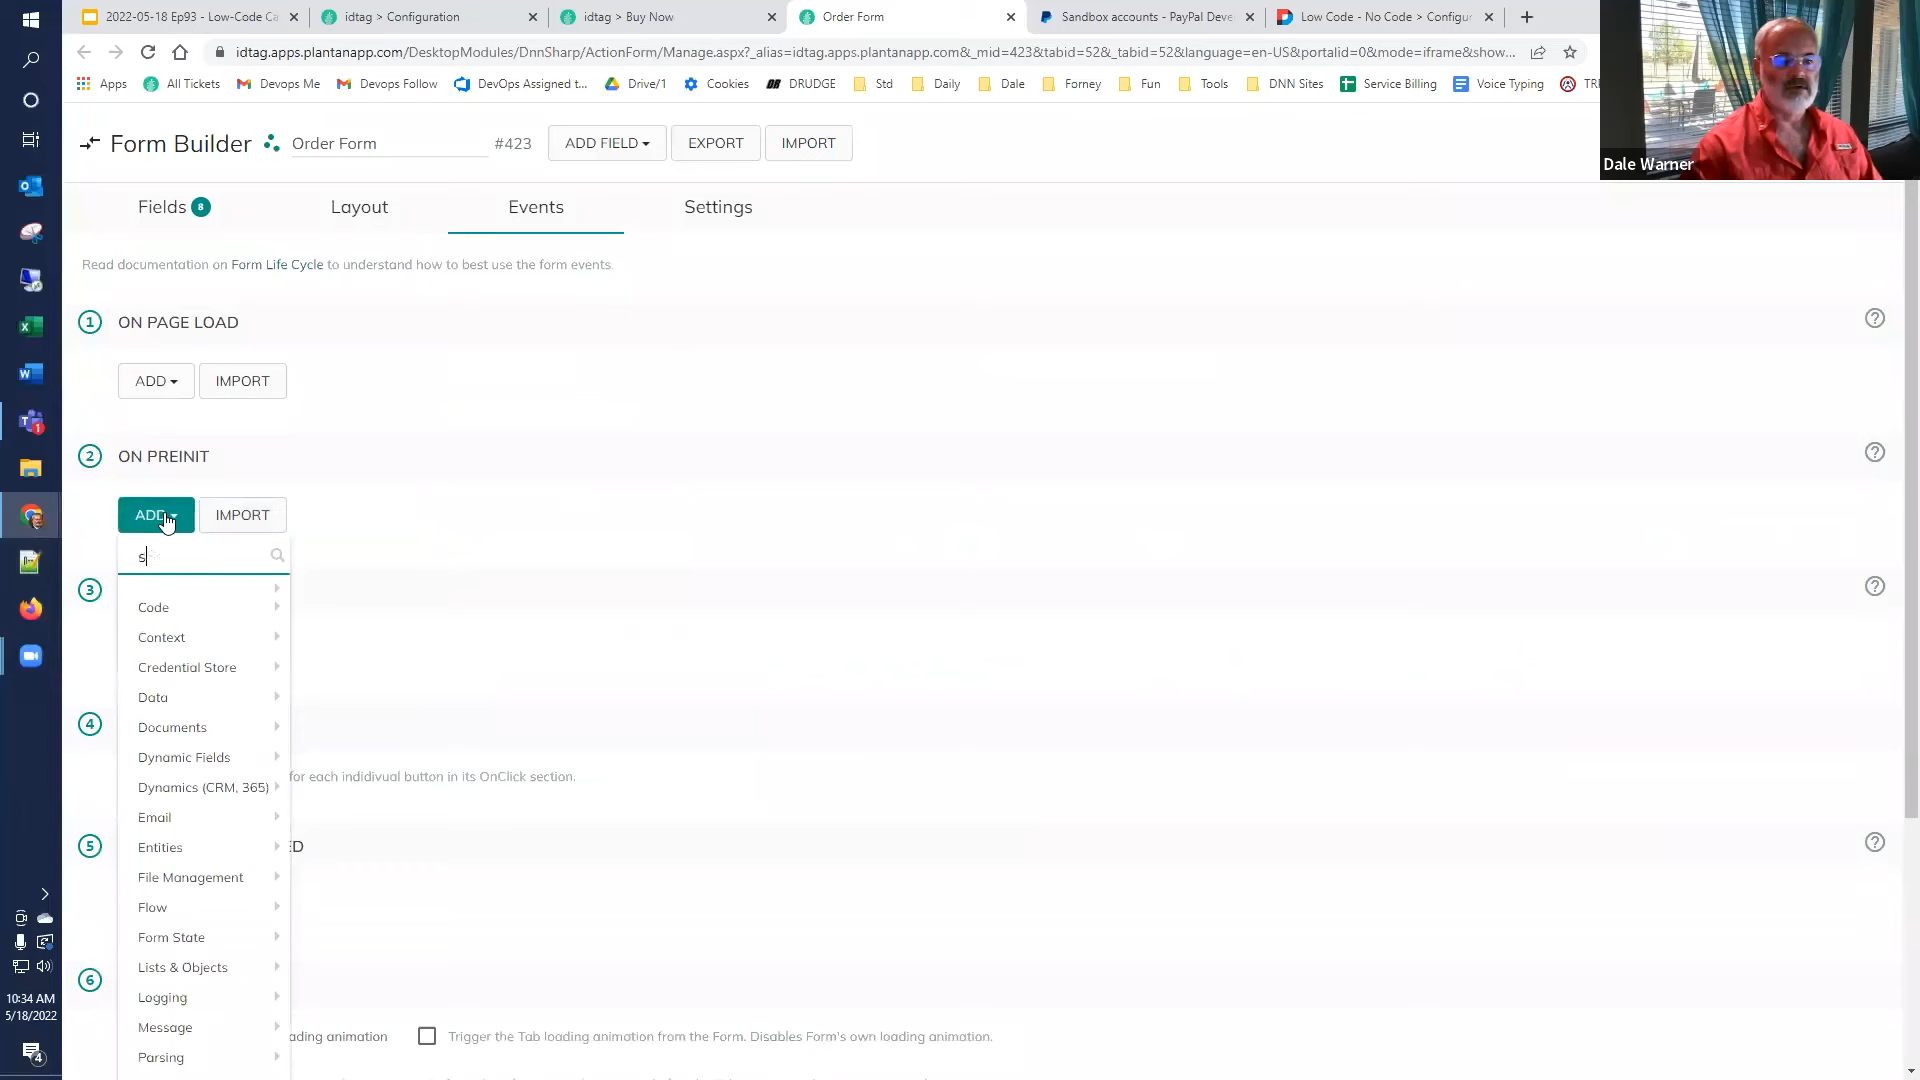 2022-05-18 Ep93 - Low-Code Ca
idtag > Configuration
idtag > Buy Now
Order Form
Sandbox accounts - PayPal Deve
Low Code - No Code > Configur
idtag.apps.plantanapp.com/DesktopModules/DnnSharp/ActionForm/Manage.aspx?_alias=idtag.apps.plantanapp.com&_mid=423&tabid=52&_tabid=52&language=en-US&portalid=0&mode=iframe&show...
Apps
All Tickets
Devops Me
Devops Follow
DevOps Assigned t...
Drive/1
Cookies
DRUDGE
Std
Daily
Dale
Forney
Fun
Tools
DNN Sites
Service Billing
Voice Typing
TRE
Dale Warner
Form Builder
Order Form
#423
ADD FIELD
EXPORT
IMPORT
Fields 8
Layout
Events
Settings
Read documentation on Form Life Cycle to understand how to best use the form events.
1 ON PAGE LOAD
ADD
IMPORT
2 ON PREINIT
ADD
IMPORT
s
3
Code
Context
Credential Store
Data
Documents
4
Dynamic Fields
for each indidivual button in its OnClick section.
Dynamics (CRM, 365)
Email
5
ED
Entities
File Management
Flow
Form State
Lists & Objects
6
Logging
Message
ading animation
Trigger the Tab loading animation from the Form. Disables Form's own loading animation.
Parsing
10:34 AM
5/18/2022
4